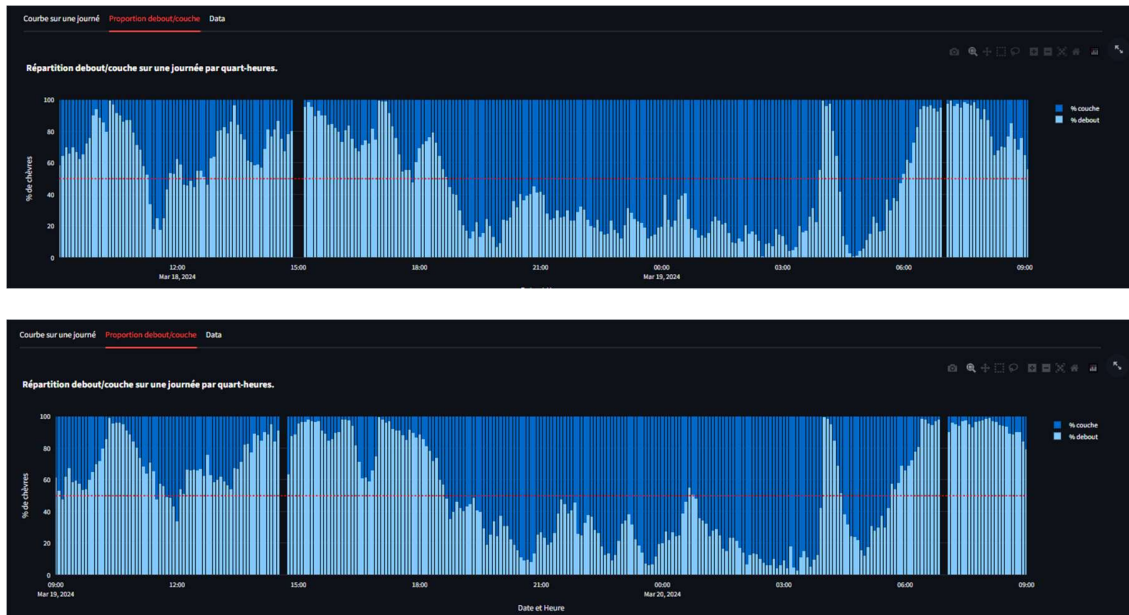 Courbe sur une journé Proportion debout/couche Data
Répartition debout/couche sur une journée par quart-heures.
% couche
% debout
% de chèvres
100
80
60
40
20
0
12:00 15:00 18:00 21:00 00:00 03:00 06:00 09:00
Mar 18, 2024 Mar 19, 2024
Courbe sur une journé Proportion debout/couche Data
Répartition debout/couche sur une journée par quart-heures.
% couche
% debout
% de chèvres
100
80
60
40
20
0
09:00 12:00 15:00 18:00 21:00 00:00 03:00 06:00 09:00
Mar 19, 2024 Mar 20, 2024
Date et Heure